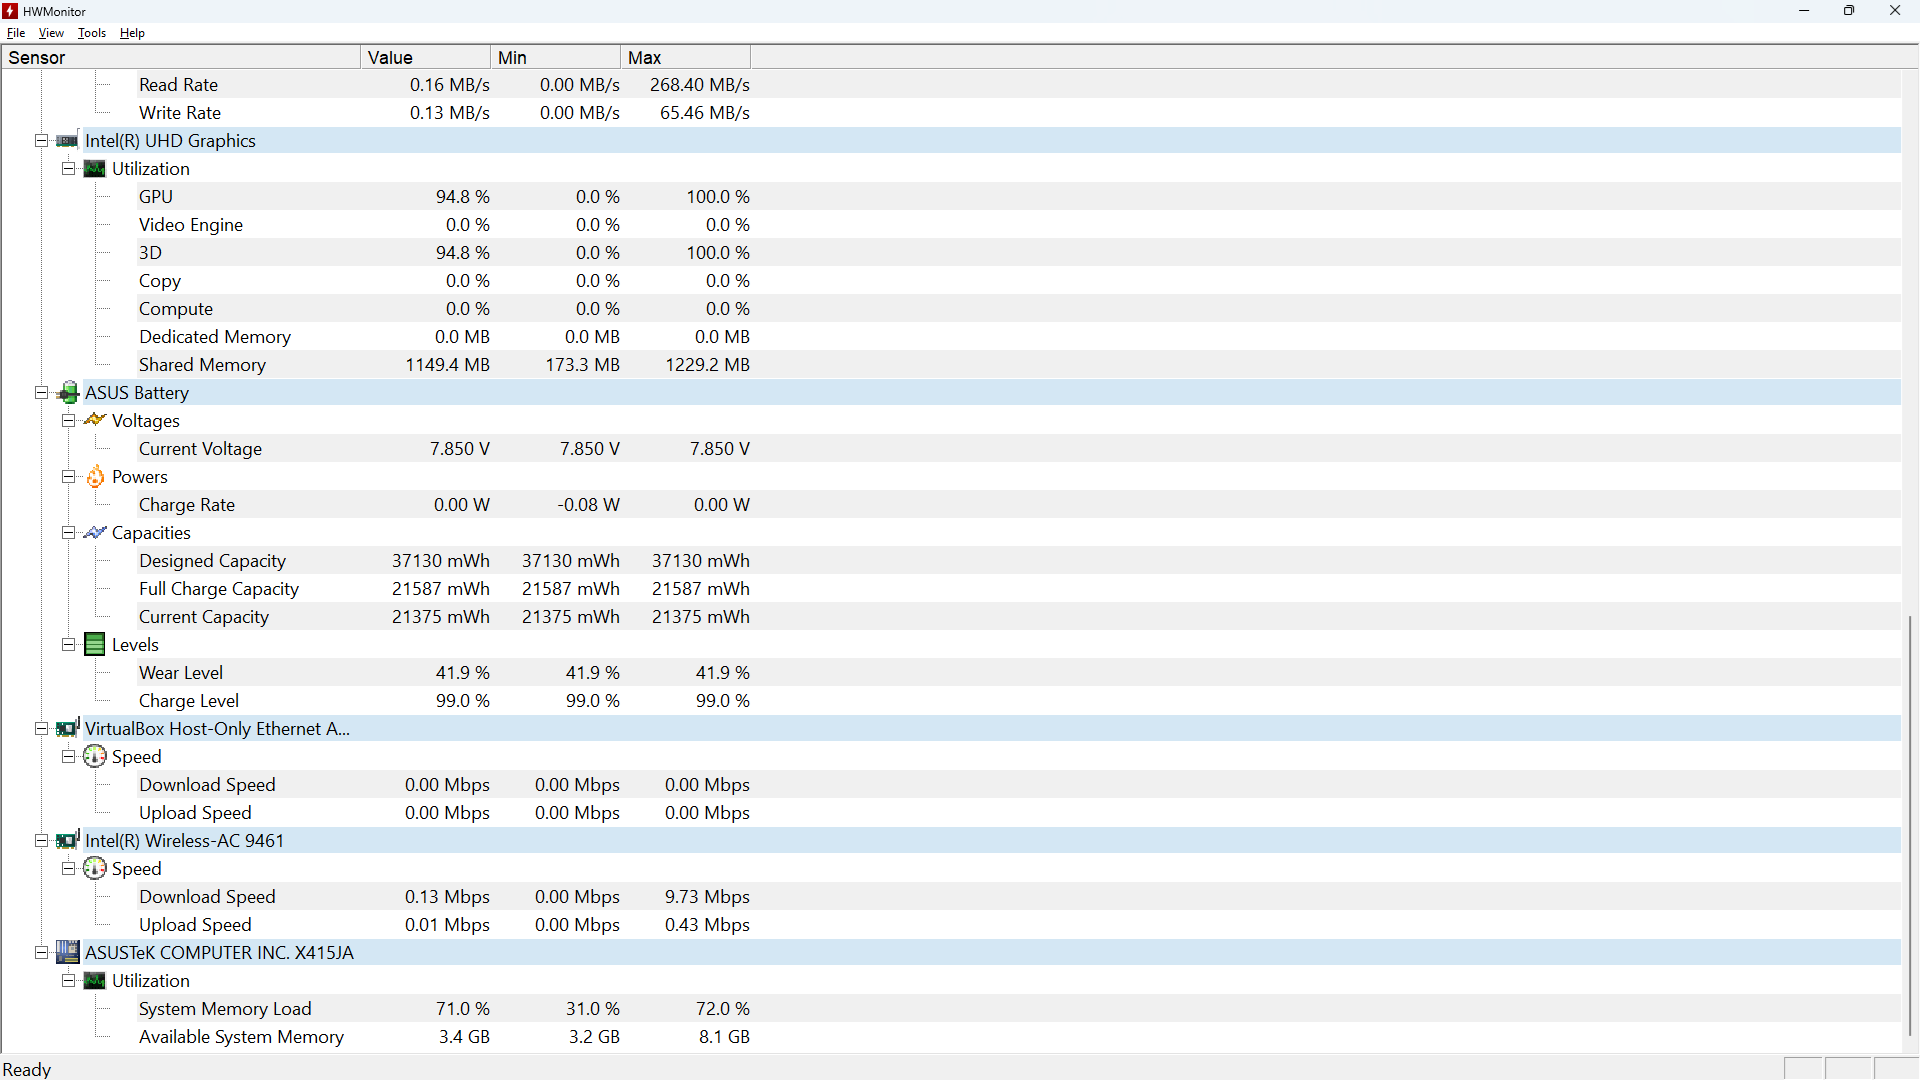 HWMonitor
File View Tools Help
Sensor Value Min Max
Read Rate 0.16 MB/s 0.00 MB/s 268.40 MB/s
Write Rate 0.13 MB/s 0.00 MB/s 65.46 MB/s
Intel(R) UHD Graphics
Utilization
GPU 94.8 % 0.0 % 100.0 %
Video Engine 0.0 % 0.0 % 0.0 %
3D 94.8 % 0.0 % 100.0 %
Copy 0.0 % 0.0 % 0.0 %
Compute 0.0 % 0.0 % 0.0 %
Dedicated Memory 0.0 MB 0.0 MB 0.0 MB
Shared Memory 1149.4 MB 173.3 MB 1229.2 MB
ASUS Battery
Voltages
Current Voltage 7.850 V 7.850 V 7.850 V
Powers
Charge Rate 0.00 W -0.08 W 0.00 W
Capacities
Designed Capacity 37130 mWh 37130 mWh 37130 mWh
Full Charge Capacity 21587 mWh 21587 mWh 21587 mWh
Current Capacity 21375 mWh 21375 mWh 21375 mWh
Levels
Wear Level 41.9 % 41.9 % 41.9 %
Charge Level 99.0 % 99.0 % 99.0 %
VirtualBox Host-Only Ethernet A...
Speed
Download Speed 0.00 Mbps 0.00 Mbps 0.00 Mbps
Upload Speed 0.00 Mbps 0.00 Mbps 0.00 Mbps
Intel(R) Wireless-AC 9461
Speed
Download Speed 0.13 Mbps 0.00 Mbps 9.73 Mbps
Upload Speed 0.01 Mbps 0.00 Mbps 0.43 Mbps
ASUSTeK COMPUTER INC. X415JA
Utilization
System Memory Load 71.0 % 31.0 % 72.0 %
Available System Memory 3.4 GB 3.2 GB 8.1 GB
Ready